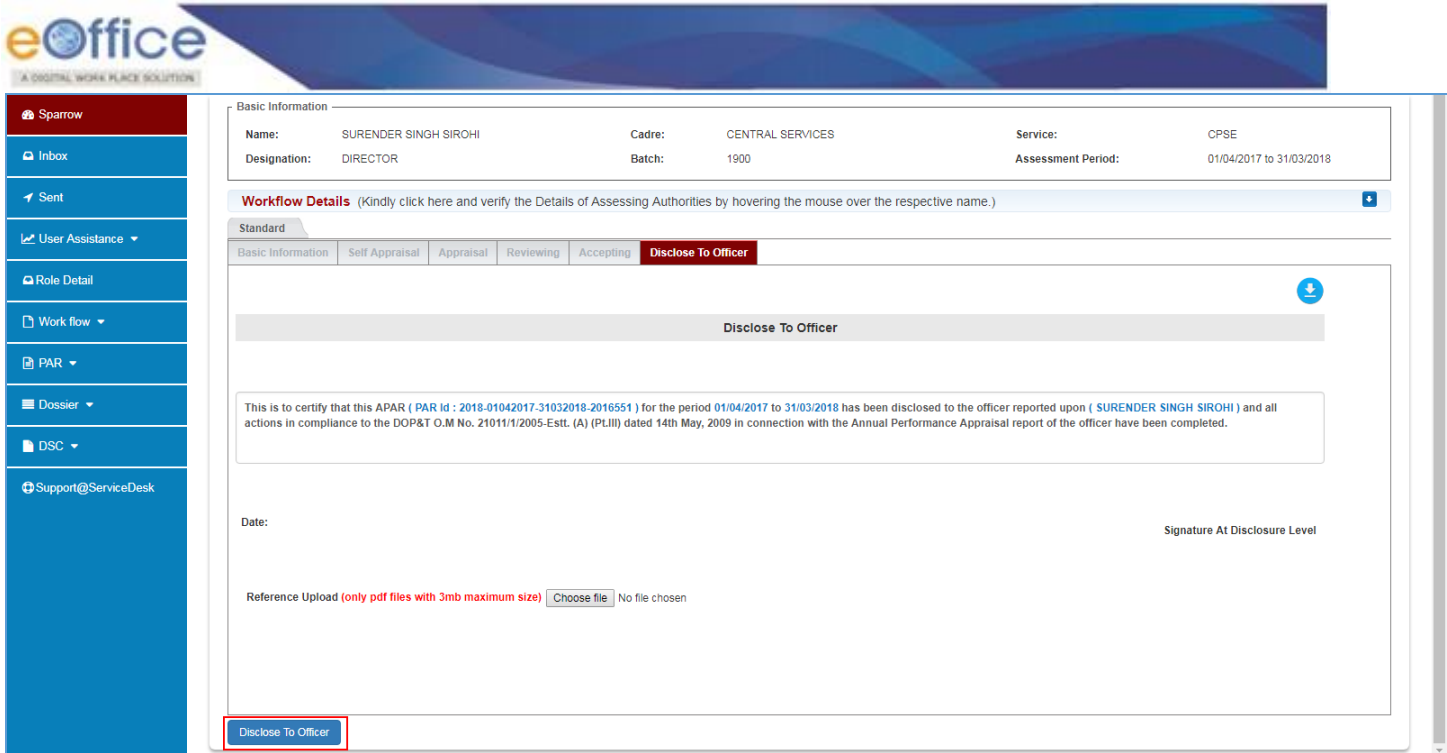 eOffice
A DIGITAL WORK PLACE SOLUTION
Sparrow
Inbox
Sent
User Assistance
Role Detail
Work flow
PAR
Dossier
DSC
Support@ServiceDesk
Basic Information
Name: SURENDER SINGH SIROHI Cadre: CENTRAL SERVICES Service: CPSE
Designation: DIRECTOR Batch: 1900 Assessment Period: 01/04/2017 to 31/03/2018
Workflow Details (Kindly click here and verify the Details of Assessing Authorities by hovering the mouse over the respective name.)
Standard
Basic Information Self Appraisal Appraisal Reviewing Accepting Disclose To Officer
Disclose To Officer
This is to certify that this APAR ( PAR Id : 2018-01042017-31032018-2016551 ) for the period 01/04/2017 to 31/03/2018 has been disclosed to the officer reported upon ( SURENDER SINGH SIROHI ) and all
actions in compliance to the DOP&T O.M No. 21011/1/2005-Estt. (A) (Pt.III) dated 14th May, 2009 in connection with the Annual Performance Appraisal report of the officer have been completed.
Date:
Signature At Disclosure Level
Reference Upload (only pdf files with 3mb maximum size) Choose file No file chosen
Disclose To Officer